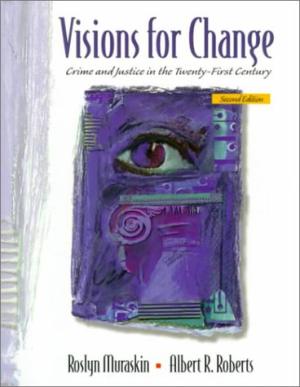 Visions for Change
Crime and Justice in the Twenty-First Century
Second Edition
Roslyn Muraskin ▪ Albert R. Roberts